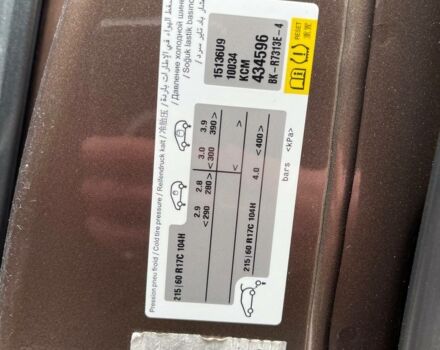 Pression pneu froid / Cold tire pressure / Reifendruck kalt / 冷胎压
/ Давление холодной шины
/ Soğuk lastik basıncı
215|60 R17C 104H
2.9
<290
2.8
280>
3.0
<300
3.9
390>
<
>
215|60 R17C 104H
4.0
<400>
bars
<kPa>
15136U9
10034
KCM
434596
BK-R7313E-4
RESET